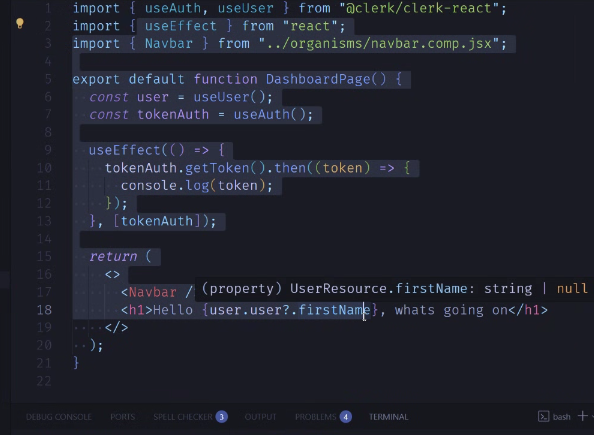 1 import { useAuth, useUser } from "@clerk/clerk-react";
2 import { useEffect } from "react";
3 import { Navbar } from "../organisms/navbar.comp.jsx";
4
5 export default function DashboardPage() {
6 const user = useUser();
7 const tokenAuth = useAuth();
8
9 useEffect(() => {
10 tokenAuth.getToken().then((token) => {
11 console.log(token);
12 });
13 }, [tokenAuth]);
14
15 return (
16 <>
17 <Navbar / (property) UserResource.firstName: string | null
18 <h1>Hello {user.user?.firstName}, whats going on</h1>
19 </>
20 );
21 }
22
DEBUG CONSOLE PORTS SPELL CHECKER 3 OUTPUT PROBLEMS 4 TERMINAL bash